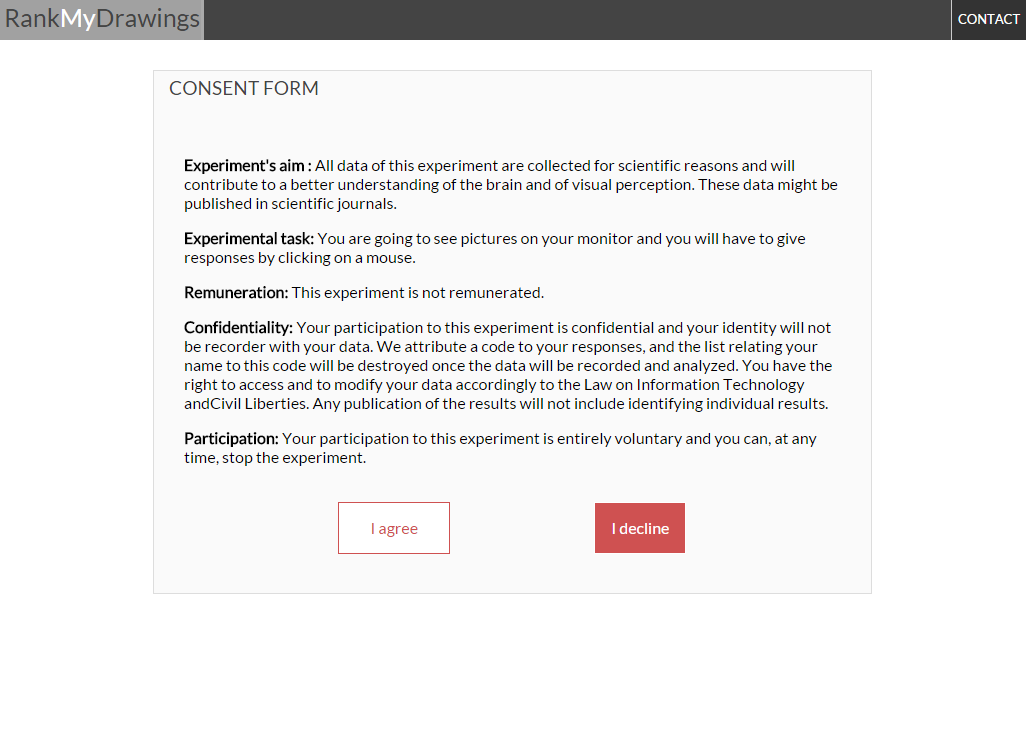 RankMyDrawings
CONTACT
CONSENT FORM
Experiment's aim : All data of this experiment are collected for scientific reasons and will
contribute to a better understanding of the brain and of visual perception. These data might be
published in scientific journals.
Experimental task: You are going to see pictures on your monitor and you will have to give
responses by clicking on a mouse.
Remuneration: This experiment is not remunerated.
Confidentiality: Your participation to this experiment is confidential and your identity will not
be recorder with your data. We attribute a code to your responses, and the list relating your
name to this code will be destroyed once the data will be recorded and analyzed. You have the
right to access and to modify your data accordingly to the Law on Information Technology
andCivil Liberties. Any publication of the results will not include identifying individual results.
Participation: Your participation to this experiment is entirely voluntary and you can, at any
time, stop the experiment.
I agree
I decline